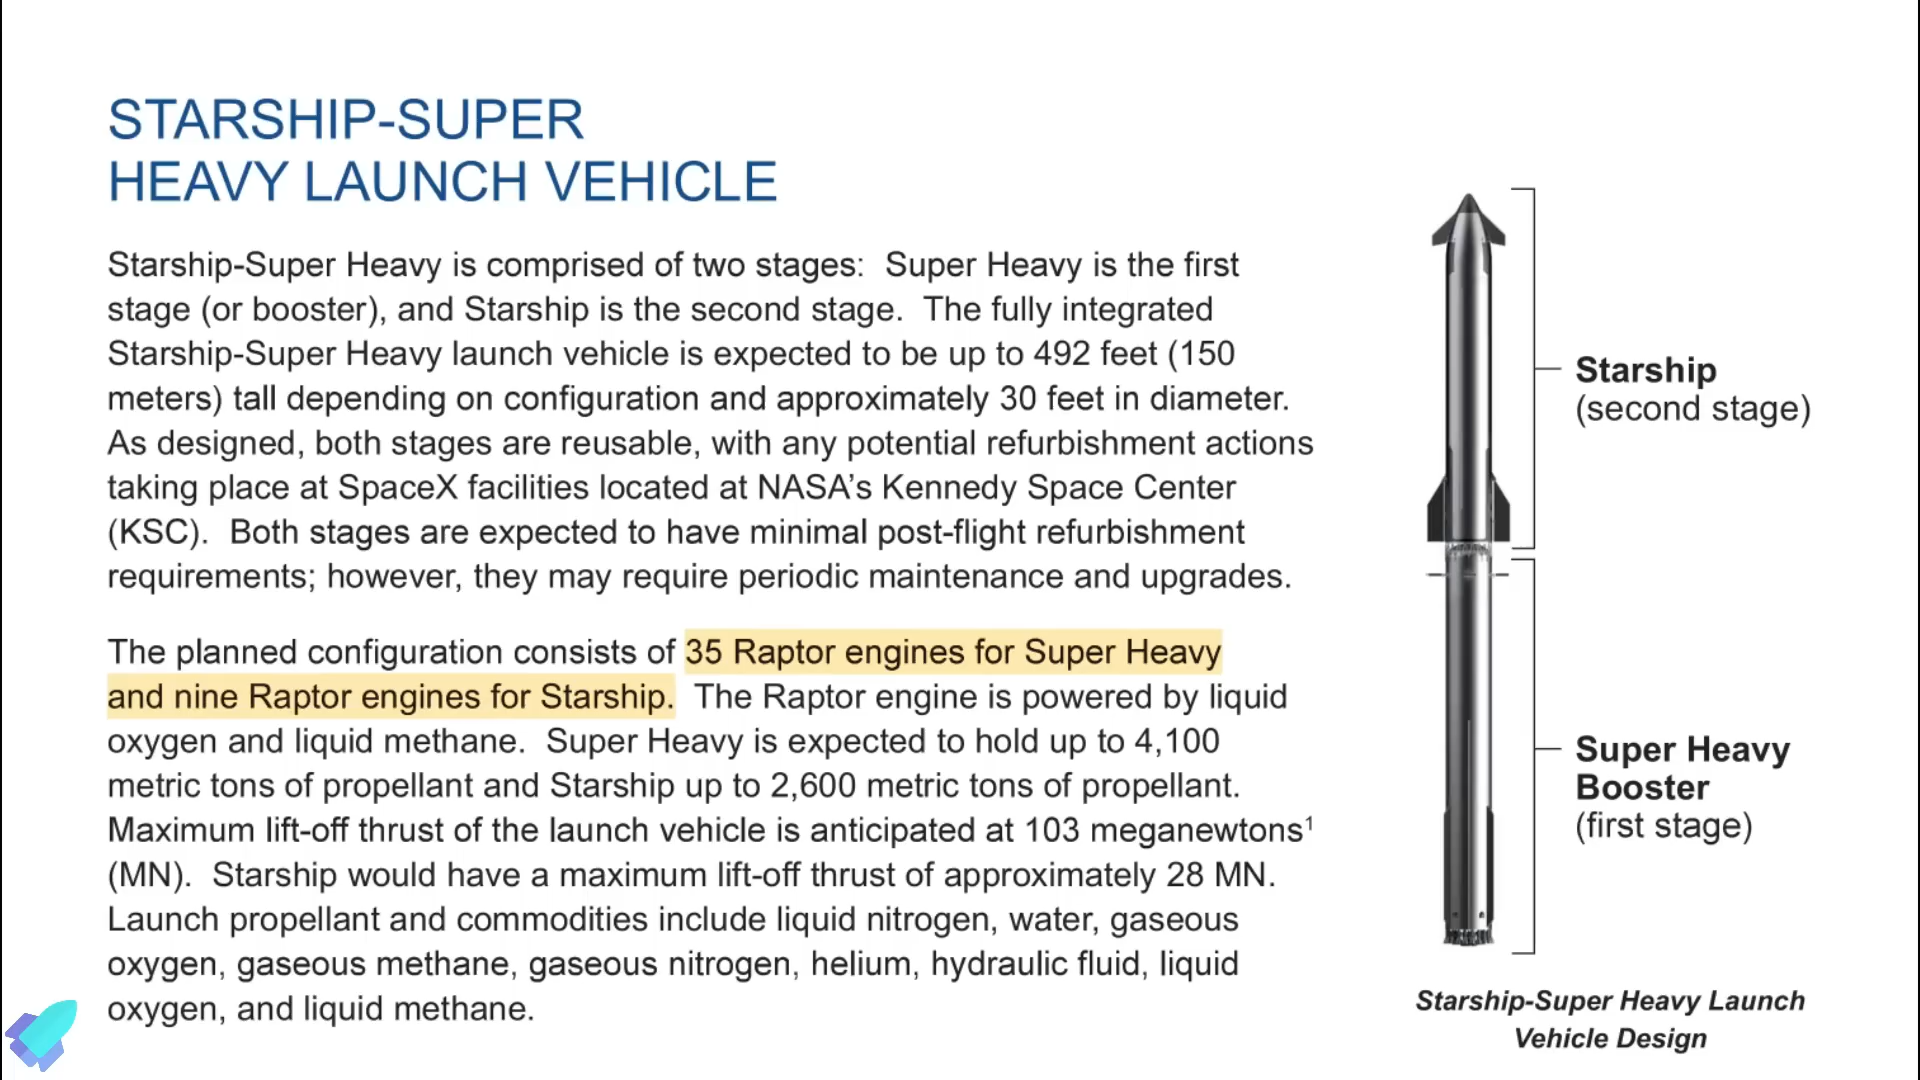 STARSHIP-SUPER
HEAVY LAUNCH VEHICLE
Starship-Super Heavy is comprised of two stages:  Super Heavy is the first
stage (or booster), and Starship is the second stage.  The fully integrated
Starship-Super Heavy launch vehicle is expected to be up to 492 feet (150
meters) tall depending on configuration and approximately 30 feet in diameter.
As designed, both stages are reusable, with any potential refurbishment actions
taking place at SpaceX facilities located at NASA’s Kennedy Space Center
(KSC).  Both stages are expected to have minimal post-flight refurbishment
requirements; however, they may require periodic maintenance and upgrades.
The planned configuration consists of 35 Raptor engines for Super Heavy
and nine Raptor engines for Starship.  The Raptor engine is powered by liquid
oxygen and liquid methane.  Super Heavy is expected to hold up to 4,100
metric tons of propellant and Starship up to 2,600 metric tons of propellant.
Maximum lift-off thrust of the launch vehicle is anticipated at 103 meganewtons¹
(MN).  Starship would have a maximum lift-off thrust of approximately 28 MN.
Launch propellant and commodities include liquid nitrogen, water, gaseous
oxygen, gaseous methane, gaseous nitrogen, helium, hydraulic fluid, liquid
oxygen, and liquid methane.
Starship
(second stage)
Super Heavy
Booster
(first stage)
Starship-Super Heavy Launch
Vehicle Design